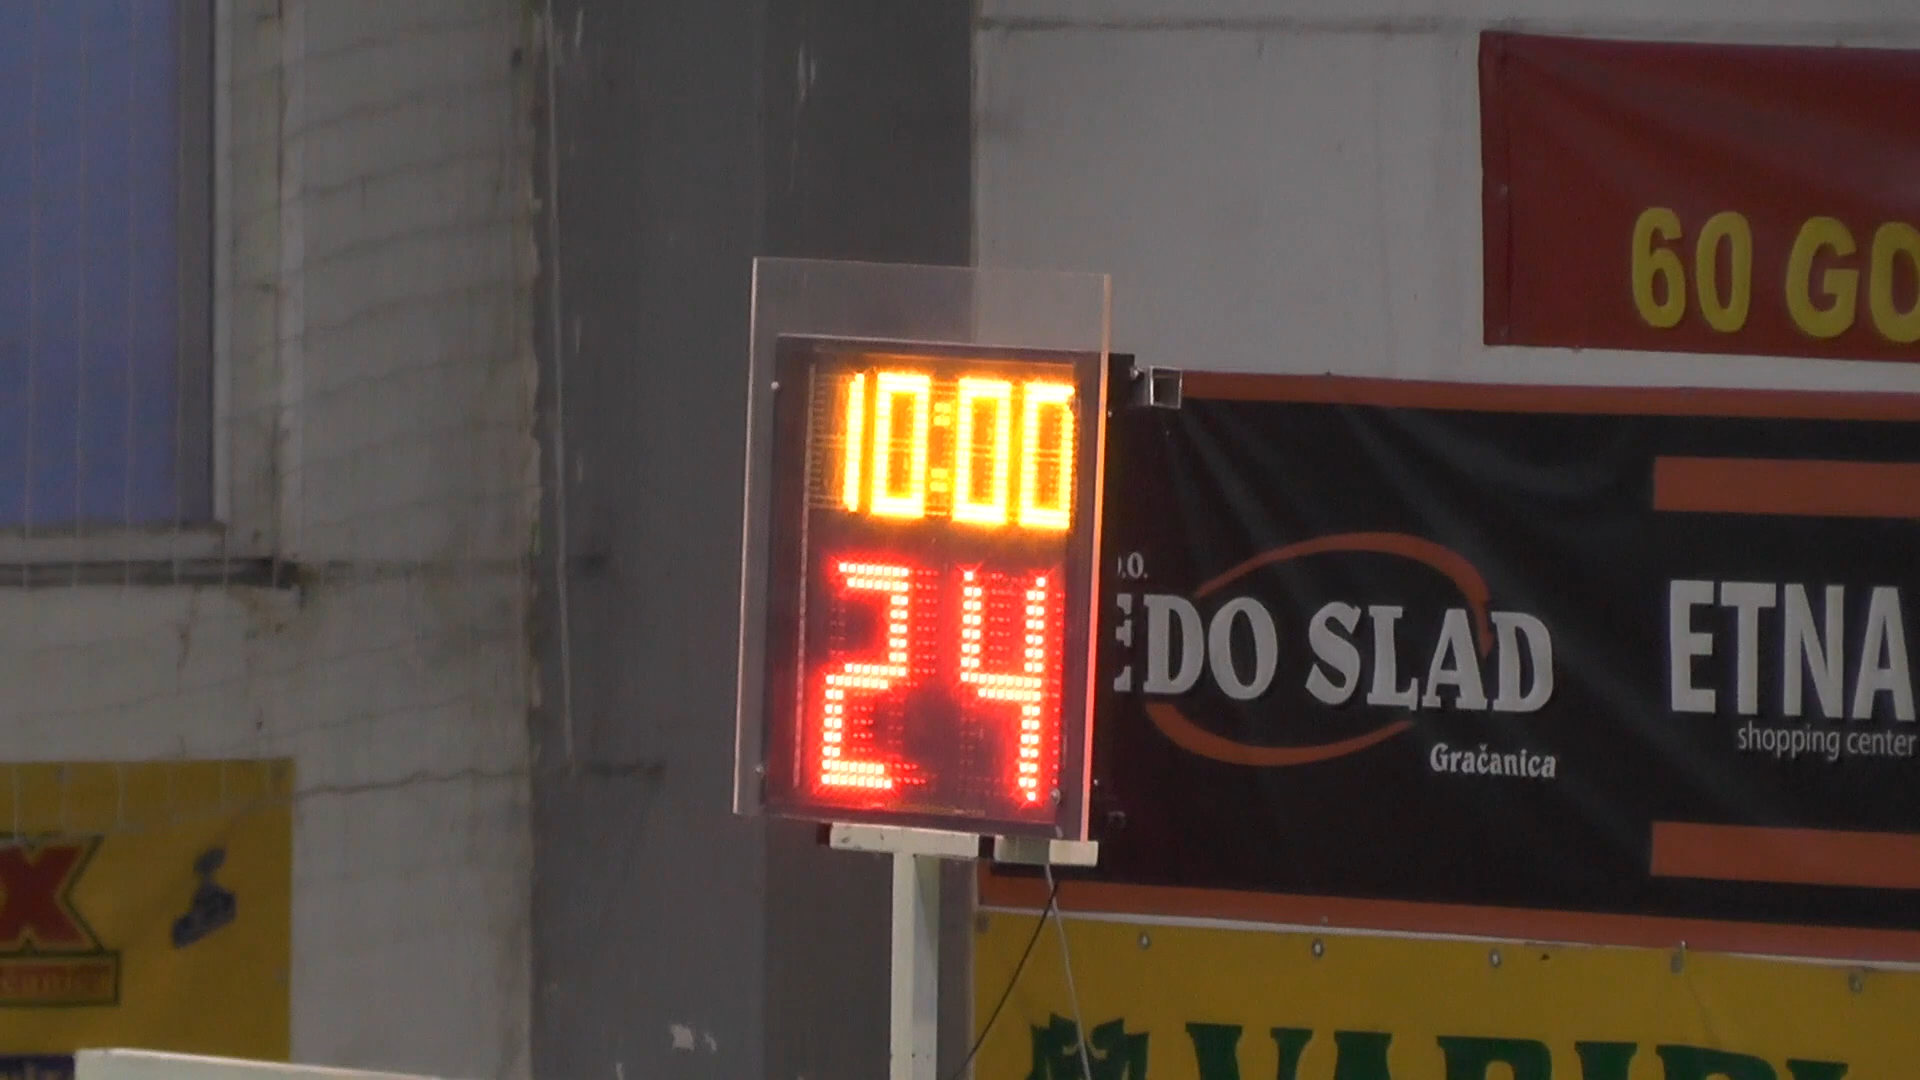 60 GO
10:00
24
.O.
EDO SLAD
Gračanica
ETNA
shopping center
X